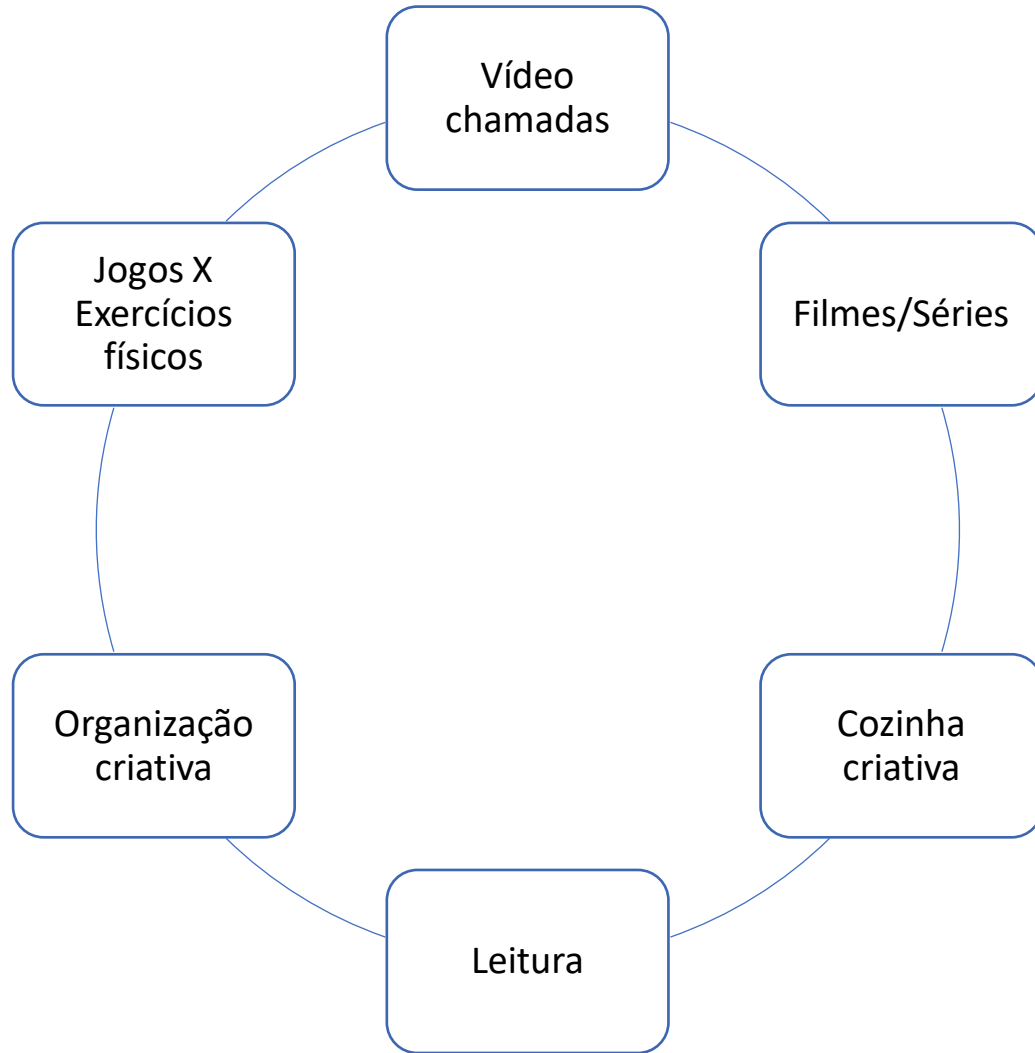 Vídeo
chamadas
Filmes/Séries
Cozinha
criativa
Leitura
Organização
criativa
Jogos X
Exercícios
físicos